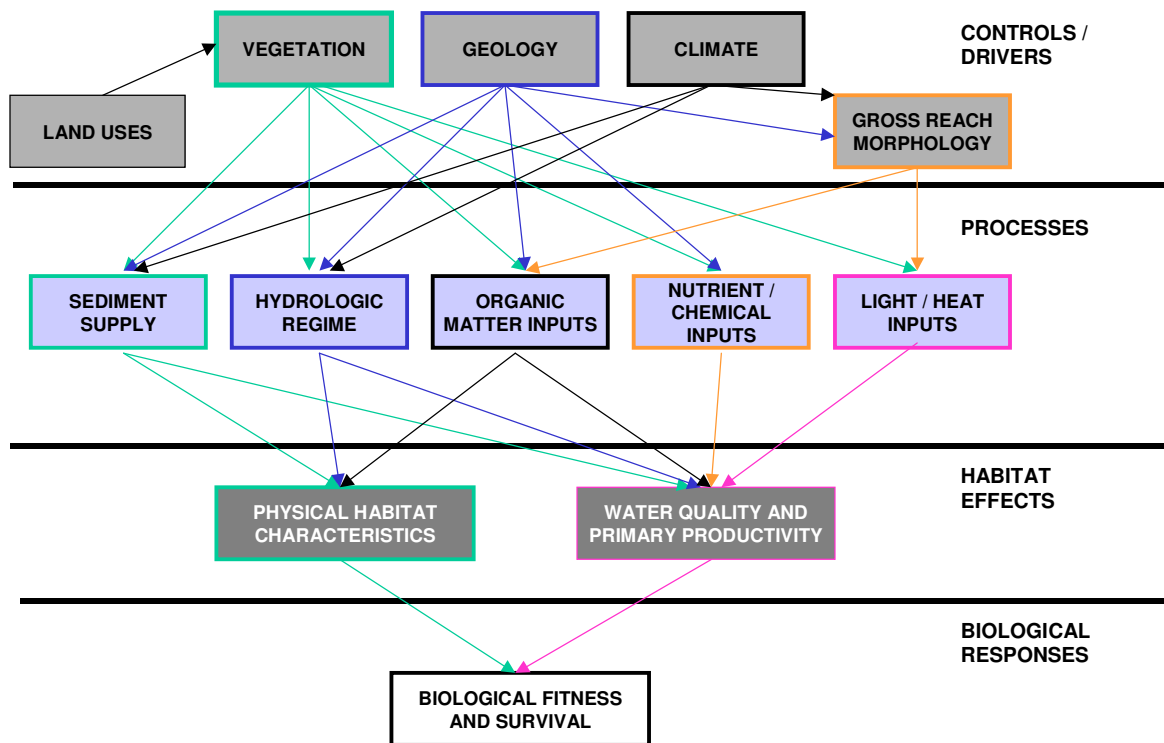 VEGETATION
GEOLOGY
CLIMATE
CONTROLS /
DRIVERS
LAND USES
GROSS REACH
MORPHOLOGY
PROCESSES
SEDIMENT
SUPPLY
HYDROLOGIC
REGIME
ORGANIC
MATTER INPUTS
NUTRIENT /
CHEMICAL
INPUTS
LIGHT / HEAT
INPUTS
HABITAT
EFFECTS
PHYSICAL HABITAT
CHARACTERISTICS
WATER QUALITY AND
PRIMARY PRODUCTIVITY
BIOLOGICAL
RESPONSES
BIOLOGICAL FITNESS
AND SURVIVAL